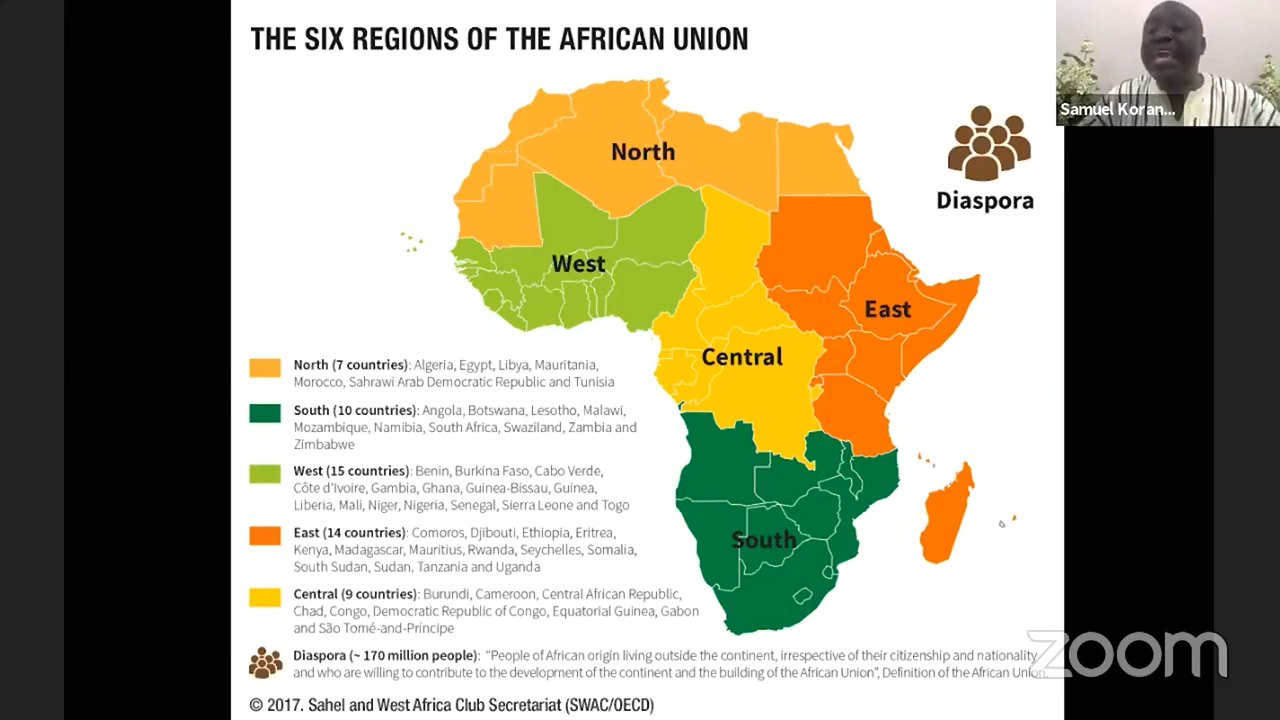 THE SIX REGIONS OF THE AFRICAN UNION
Samuel Koran...
North
Diaspora
West
East
Central
South
North (7 countries): Algeria, Egypt, Libya, Mauritania,
Morocco, Sahrawi Arab Democratic Republic and Tunisia
South (10 countries): Angola, Botswana, Lesotho, Malawi,
Mozambique, Namibia, South Africa, Swaziland, Zambia and
Zimbabwe
West (15 countries): Benin, Burkina Faso, Cabo Verde,
Côte d'Ivoire, Gambia, Ghana, Guinea-Bissau, Guinea,
Liberia, Mali, Niger, Nigeria, Senegal, Sierra Leone and Togo
East (14 countries): Comoros, Djibouti, Ethiopia, Eritrea,
Kenya, Madagascar, Mauritius, Rwanda, Seychelles, Somalia,
South Sudan, Sudan, Tanzania and Uganda
Central (9 countries): Burundi, Cameroon, Central African Republic,
Chad, Congo, Democratic Republic of Congo, Equatorial Guinea, Gabon
and São Tomé-and-Príncipe
Diaspora (~ 170 million people): “People of African origin living outside the continent, irrespective of their citizenship and nationality
and who are willing to contribute to the development of the continent and the building of the African Union”, Definition of the African Union.
zoom
© 2017. Sahel and West Africa Club Secretariat (SWAC/OECD)